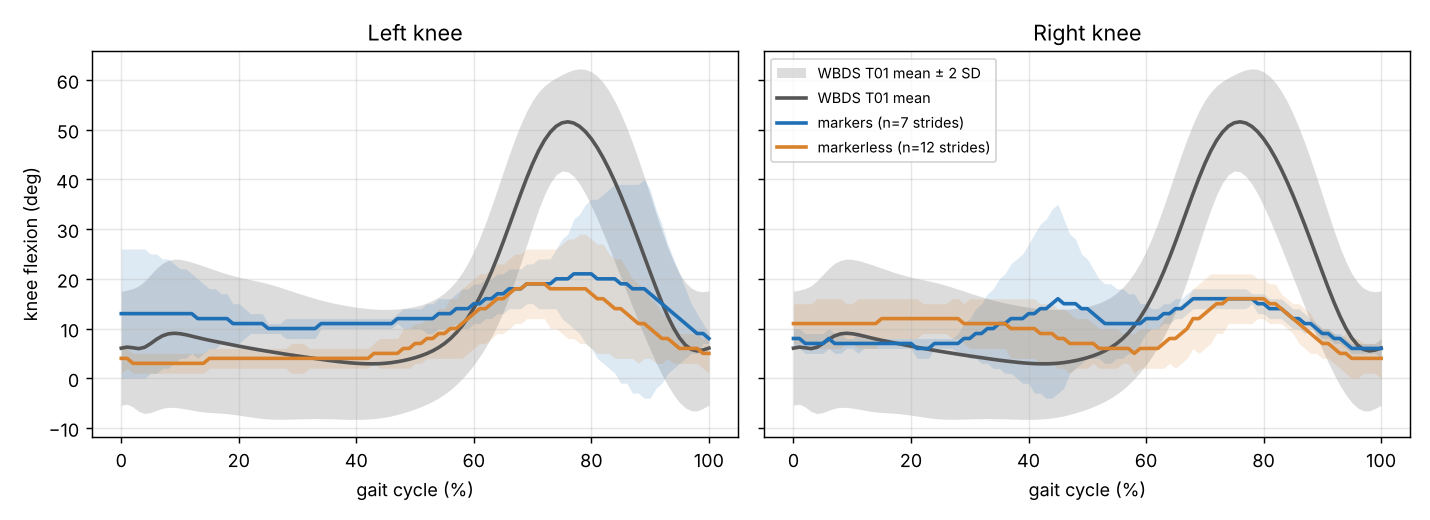 Left knee
Right knee
knee flexion (deg)
60
50
40
30
20
10
0
−10
0 20 40 60 80 100
gait cycle (%)
WBDS T01 mean ± 2 SD
WBDS T01 mean
markers (n=7 strides)
markerless (n=12 strides)
0 20 40 60 80 100
gait cycle (%)